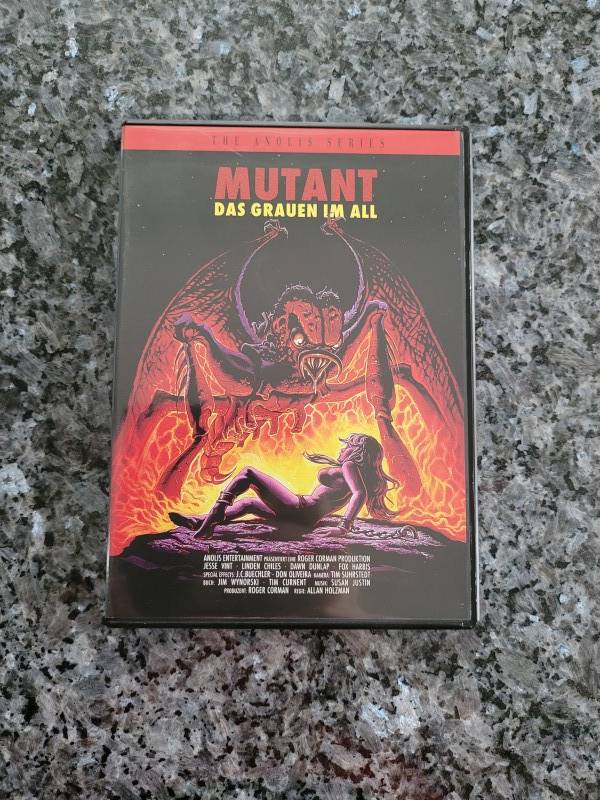 THE ANOLIS SERIES
MUTANT
DAS GRAUEN IM ALL
ANOLIS ENTERTAINMENT PRÄSENTIERT EINE ROGER CORMAN PRODUKTION
JESSE VINT · LINDEN CHILES · DAWN DUNLAP · FOX HARRIS
SPECIAL EFFECTS: J.C.BUECHLER · DON OLIVEIRA KAMERA: TIM SUHRSTEDT
BUCH: JIM WYNORSKI · TIM CURNENT MUSIK: SUSAN JUSTIN
PRODUZENT: ROGER CORMAN REGIE: ALLAN HOLZMAN